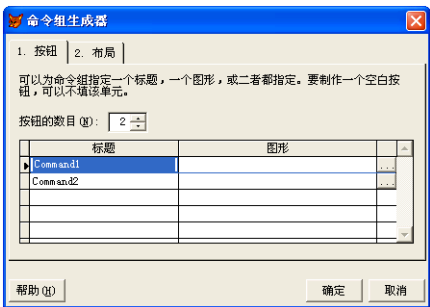 命令组生成器
1. 按钮 2. 布局
可以为命令组指定一个标题，一个图形，或二者都指定。要制作一个空白按
钮，可以不填该单元。
按钮的数目(N): 2
标题 图形
Command1 ...
Command2 ...
帮助(H) 确定 取消